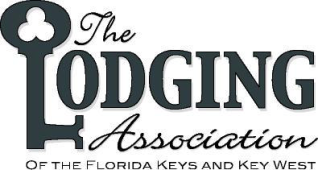 The
LODGING
Association
OF THE FLORIDA KEYS AND KEY WEST